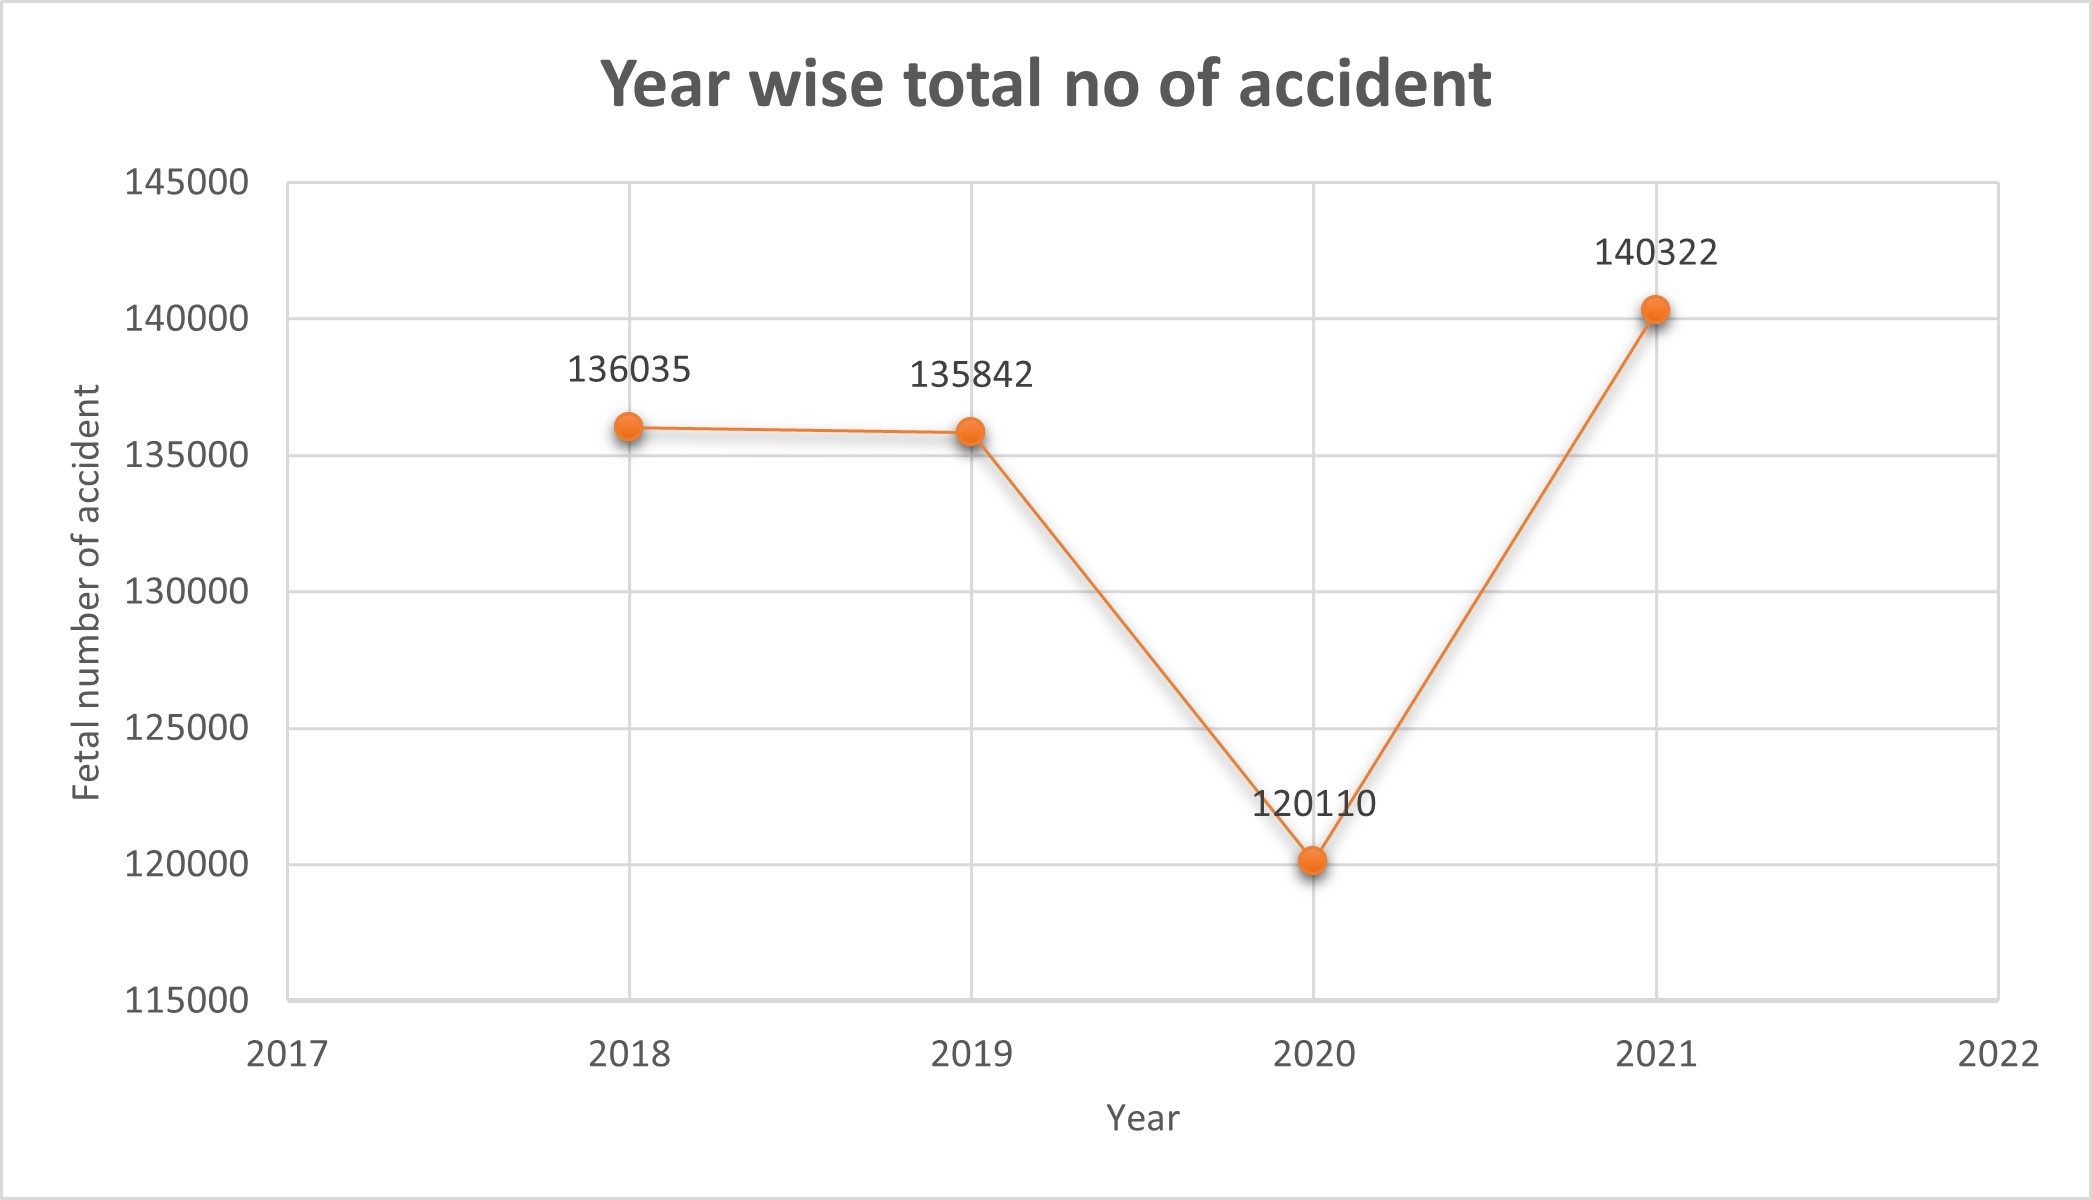 Year wise total no of accident
145000
140000
135000
130000
125000
120000
115000
Fetal number of accident
136035
135842
120110
140322
2017 2018 2019 2020 2021 2022
Year